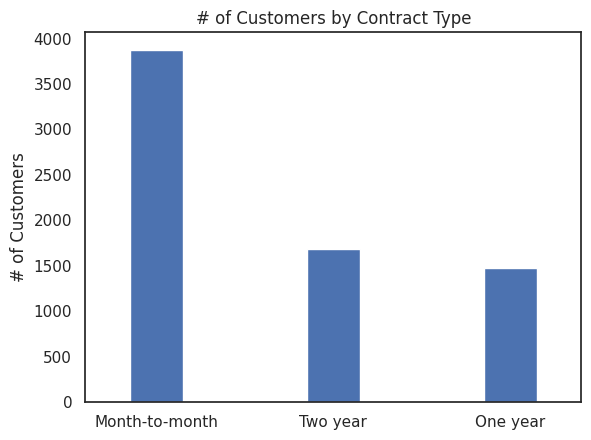 # of Customers by Contract Type
# of Customers
4000
3500
3000
2500
2000
1500
1000
500
0
Month-to-month
Two year
One year